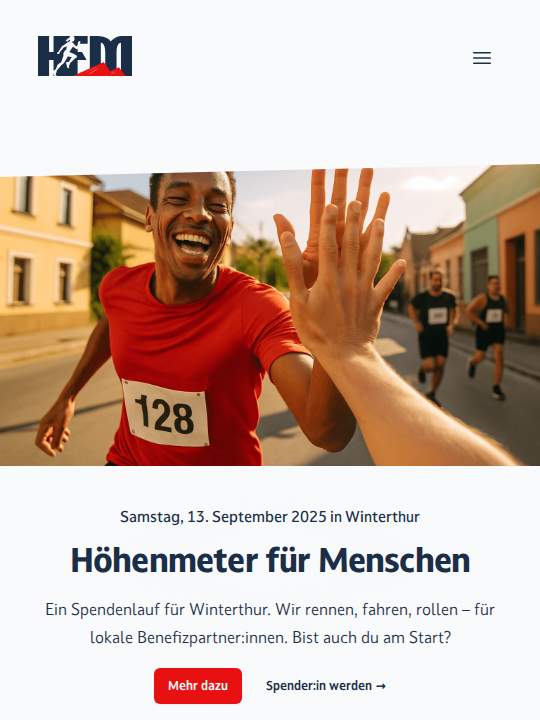 HFM
128
Samstag, 13. September 2025 in Winterthur
Höhenmeter für Menschen
Ein Spendenlauf für Winterthur. Wir rennen, fahren, rollen – für
lokale Benefizpartner:innen. Bist auch du am Start?
Mehr dazu
Spender:in werden →